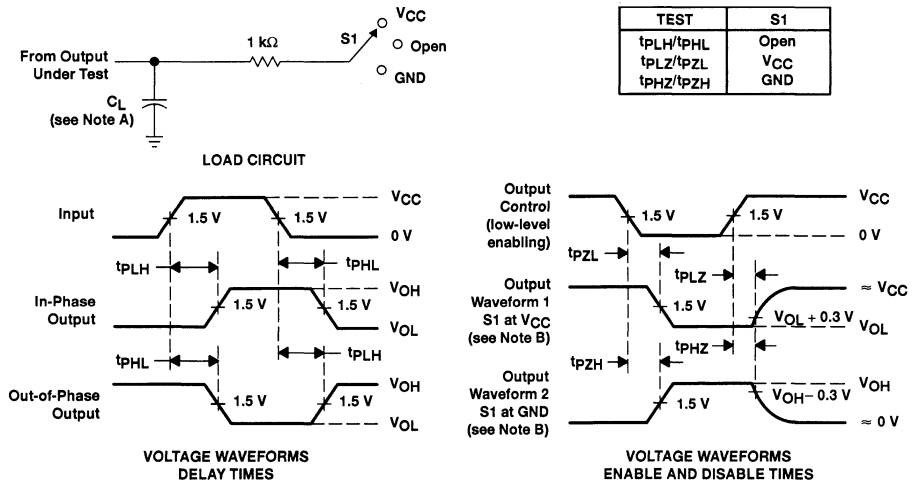 VCC
S1
1 kΩ
Open
From Output
Under Test
GND
CL
(see Note A)
LOAD CIRCUIT
TEST S1
tPLH/tPHL Open
tPLZ/tPZL VCC
tPHZ/tPZH GND
Input
1.5 V
1.5 V
VCC
0 V
tPLH
tPHL
In-Phase
Output
1.5 V
1.5 V
VOH
VOL
tPHL
tPLH
Out-of-Phase
Output
1.5 V
1.5 V
VOH
VOL
VOLTAGE WAVEFORMS
DELAY TIMES
Output
Control
(low-level
enabling)
1.5 V
1.5 V
VCC
0 V
tPZL
tPLZ
Output
Waveform 1
S1 at VCC
(see Note B)
1.5 V
≈ VCC
VOL + 0.3 V
VOL
tPZH
tPHZ
Output
Waveform 2
S1 at GND
(see Note B)
1.5 V
VOH
VOH − 0.3 V
≈ 0 V
VOLTAGE WAVEFORMS
ENABLE AND DISABLE TIMES